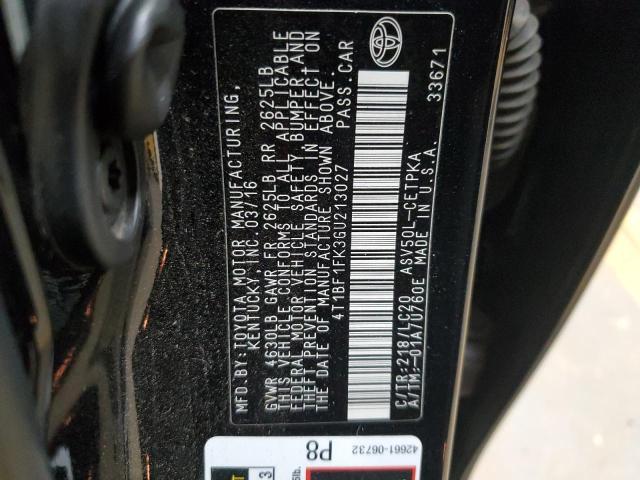 MFD.BY:TOYOTA MOTOR MANUFACTURING,
KENTUCKY, INC. 03/16
GVWR 4630LB GAWR FR 2625LB RR 2625LB
THIS VEHICLE CONFORMS TO ALL APPLICABLE
FEDERAL MOTOR VEHICLE SAFETY, BUMPER, AND
THEFT PREVENTION STANDARDS IN EFFECT ON
THE DATE OF MANUFACTURE SHOWN ABOVE.
4T1BF1FK3GU213027 PASS.CAR
C/TR:218/LC20 ASV50L-CETPKA 33671
A/TM:-01A/U760E MADE IN U.S.A.
42661-06732
P8